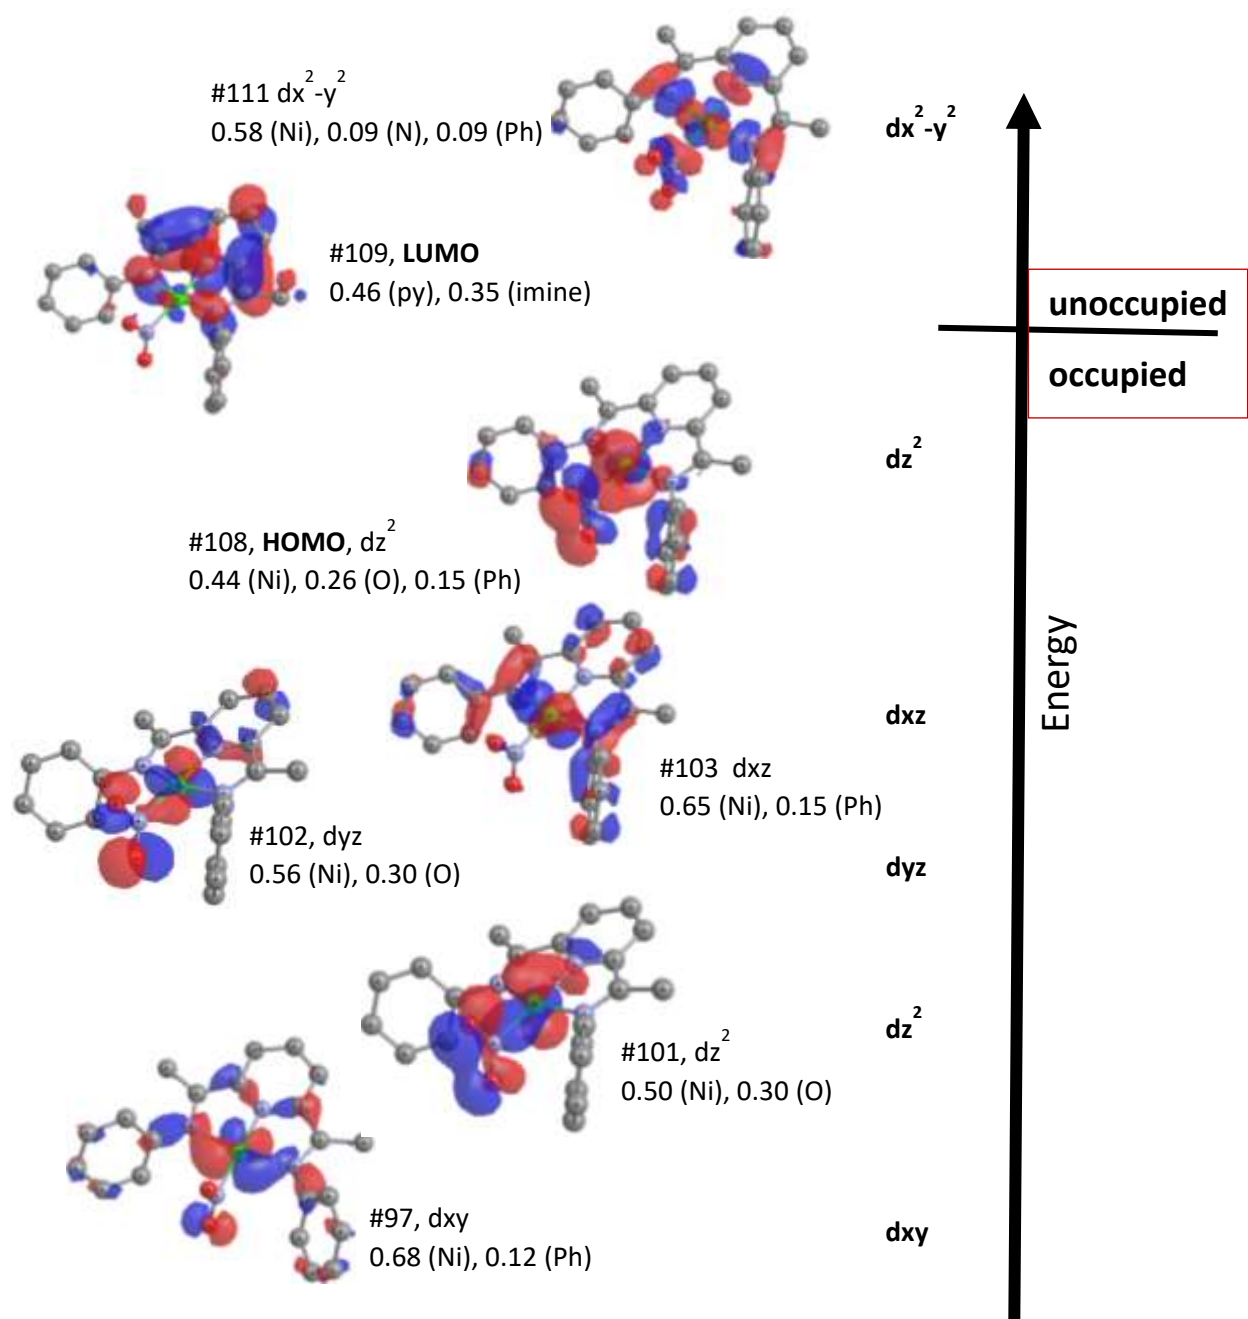 #111 dx²-y²
0.58 (Ni), 0.09 (N), 0.09 (Ph)
dx²-y²
#109, LUMO
0.46 (py), 0.35 (imine)
unoccupied
occupied
dz²
#108, HOMO, dz²
0.44 (Ni), 0.26 (O), 0.15 (Ph)
Energy
dxz
#103 dxz
0.65 (Ni), 0.15 (Ph)
#102, dyz
0.56 (Ni), 0.30 (O)
dyz
dz²
#101, dz²
0.50 (Ni), 0.30 (O)
#97, dxy
0.68 (Ni), 0.12 (Ph)
dxy